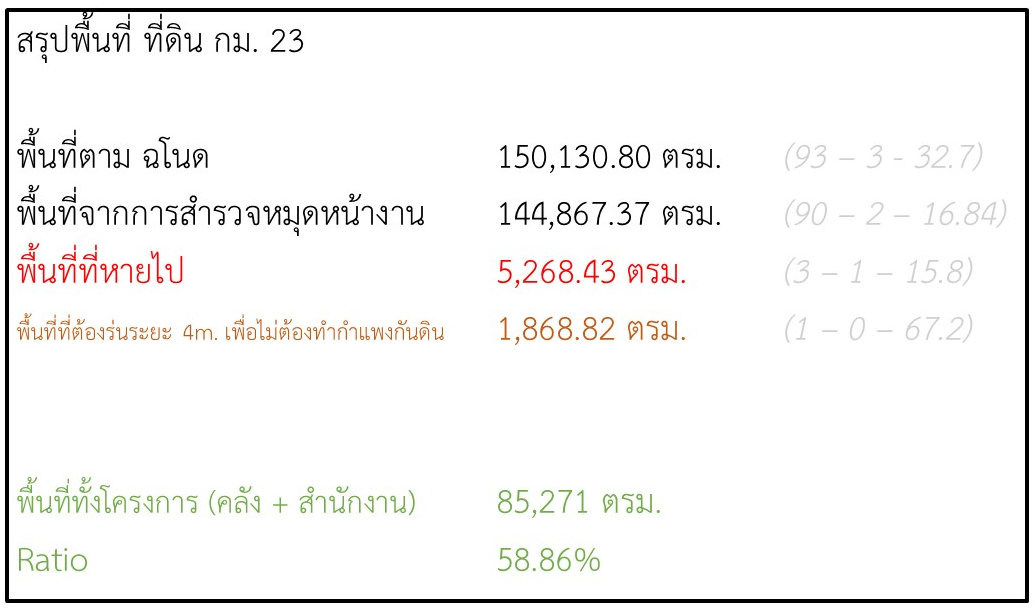 สรุปพื้นที่ ที่ดิน กม. 23
พื้นที่ตาม ฉโนด 150,130.80 ตรม. (93 – 3 - 32.7)
พื้นที่จากการสำรวจหมุดหน้างาน 144,867.37 ตรม. (90 – 2 – 16.84)
พื้นที่ที่หายไป 5,268.43 ตรม. (3 – 1 – 15.8)
พื้นที่ที่ต้องร่นระยะ 4m. เพื่อไม่ต้องทำกำแพงกันดิน 1,868.82 ตรม. (1 – 0 – 67.2)
พื้นที่ทั้งโครงการ (คลัง + สำนักงาน) 85,271 ตรม.
Ratio 58.86%